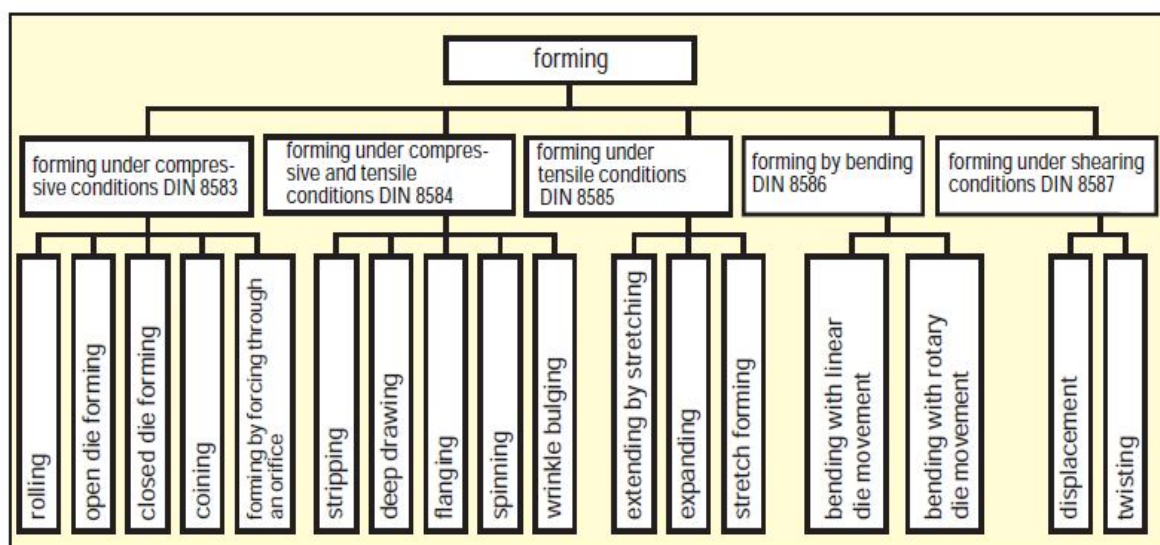 forming
forming under compres-
sive conditions DIN 8583
forming under compres-
sive and tensile
conditions DIN 8584
forming under
tensile conditions
DIN 8585
forming by bending
DIN 8586
forming under shearing
conditions DIN 8587
rolling
open die forming
closed die forming
coining
forming by forcing through
an orifice
stripping
deep drawing
flanging
spinning
wrinkle bulging
extending by stretching
expanding
stretch forming
bending with linear
die movement
bending with rotary
die movement
displacement
twisting